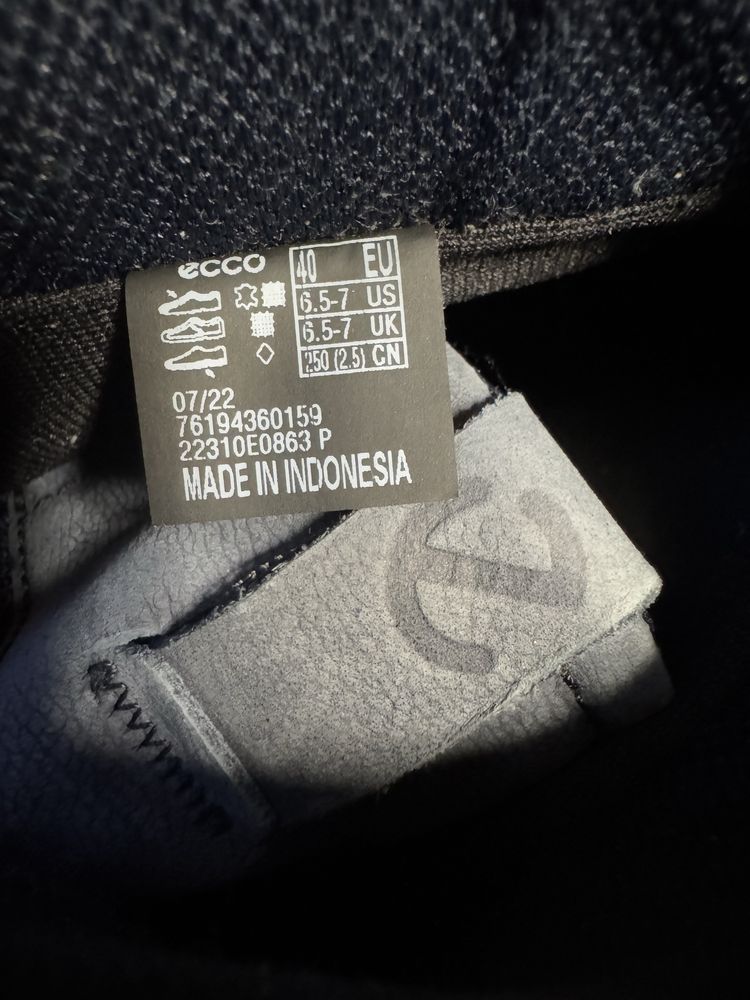 ecco
40 EU
6.5-7 US
6.5-7 UK
250 (2.5) CN
07/22
76194360159
22310E0863 P
MADE IN INDONESIA
e